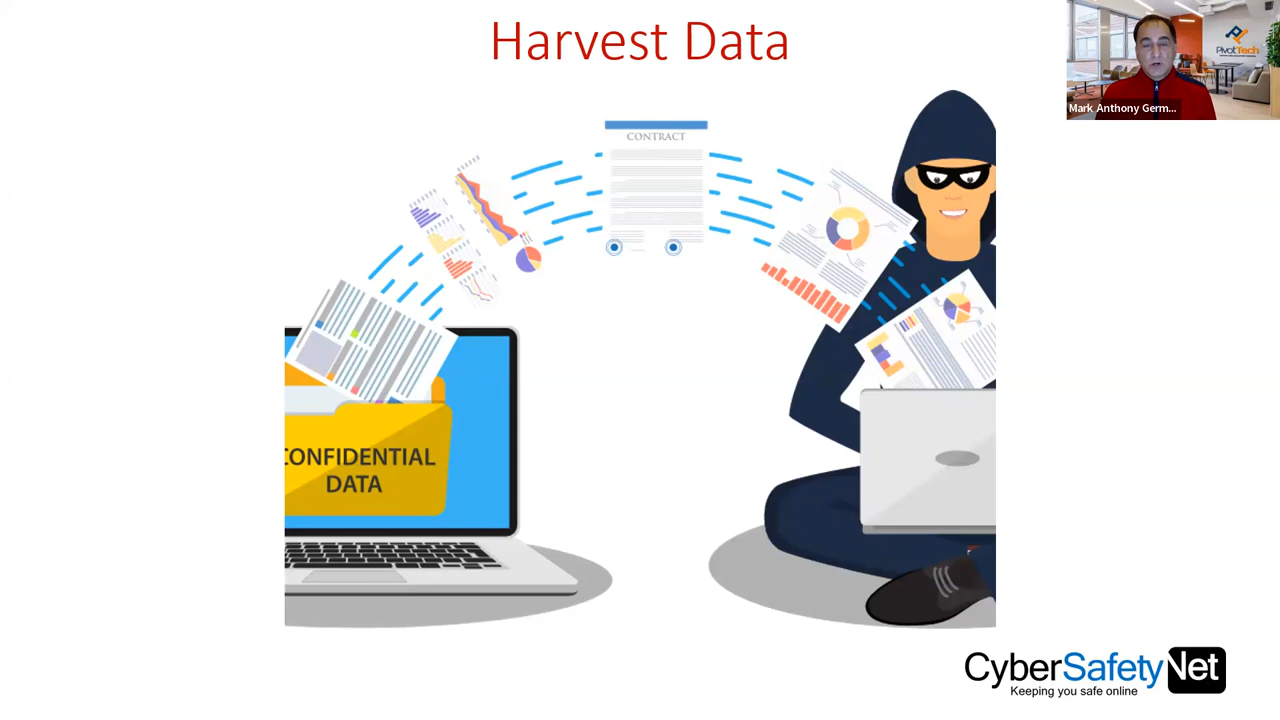 Harvest Data
PivotTech
Mark Anthony Germ...
CONTRACT
CONFIDENTIAL
DATA
CyberSafetyNet
Keeping you safe online